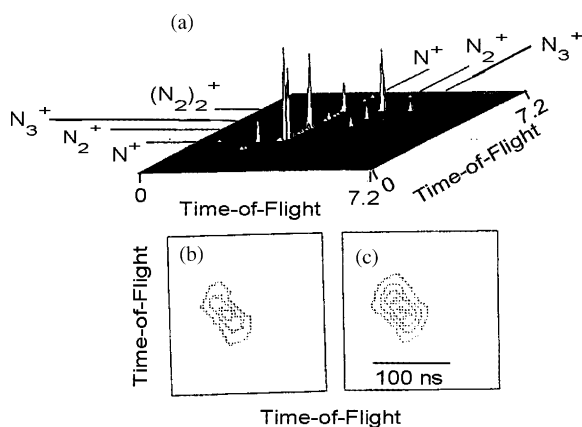 (a)
N⁺
N₂⁺
N₃⁺
(N₂)₂⁺
N₃⁺
N₂⁺
N⁺
0
7.2
0
7.2
Time-of-Flight
Time-of-Flight
(b)
(c)
Time-of-Flight
100 ns
Time-of-Flight